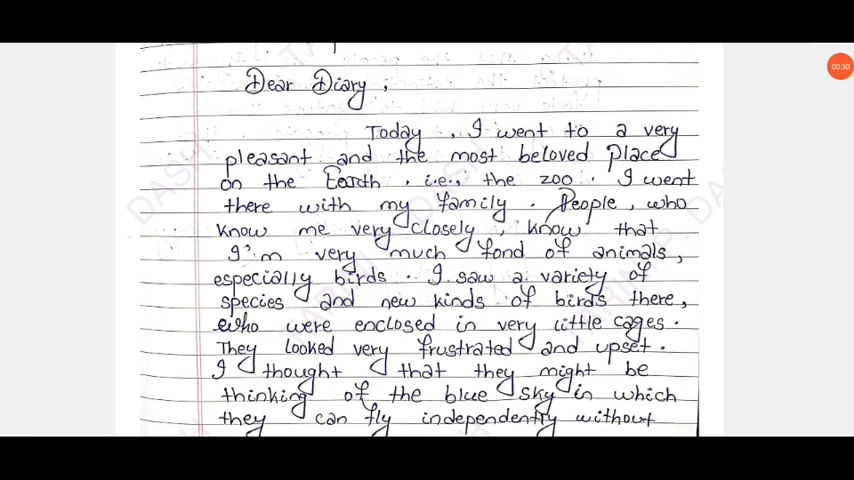 Dear Diary,
Today, I went to a very
pleasant and the most beloved place
on the Earth, i.e., the zoo. I went
there with my family. People, who
know me very closely, know that
I'm very much fond of animals,
especially birds. I saw a variety of
species and new kinds of birds there,
who were enclosed in very little cages.
They looked very frustrated and upset.
I thought that they might be
thinking of the blue sky in which
they can fly independently without
00:30